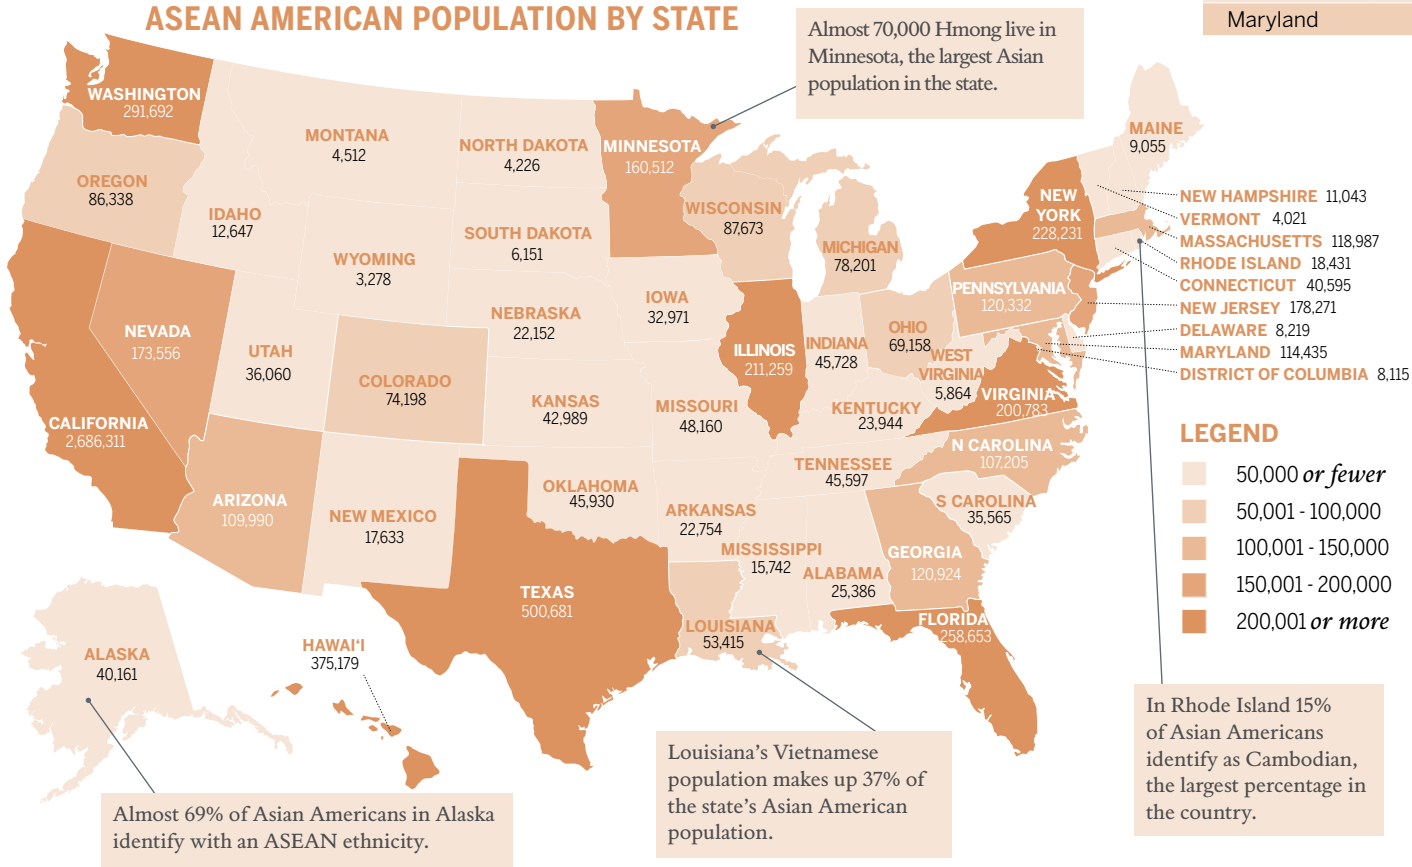 ASEAN AMERICAN POPULATION BY STATE
Maryland
Almost 70,000 Hmong live in
Minnesota, the largest Asian
population in the state.
WASHINGTON
291,692
OREGON
86,338
IDAHO
12,647
MONTANA
4,512
NORTH DAKOTA
4,226
MINNESOTA
160,512
SOUTH DAKOTA
6,151
WYOMING
3,278
WISCONSIN
87,673
MICHIGAN
78,201
NEW
YORK
228,231
MAINE
9,055
NEW HAMPSHIRE 11,043
VERMONT 4,021
MASSACHUSETTS 118,987
RHODE ISLAND 18,431
CONNECTICUT 40,595
NEW JERSEY 178,271
DELAWARE 8,219
MARYLAND 114,435
DISTRICT OF COLUMBIA 8,115
NEVADA
173,556
UTAH
36,060
CALIFORNIA
2,686,311
COLORADO
74,198
NEBRASKA
22,152
IOWA
32,971
KANSAS
42,989
MISSOURI
48,160
ILLINOIS
211,259
INDIANA
45,728
OHIO
69,158
PENNSYLVANIA
120,332
WEST
VIRGINIA
5,864
VIRGINIA
200,783
KENTUCKY
23,944
N CAROLINA
107,205
TENNESSEE
45,597
S CAROLINA
35,565
ARIZONA
109,990
NEW MEXICO
17,633
OKLAHOMA
45,930
ARKANSAS
22,754
MISSISSIPPI
15,742
ALABAMA
25,386
GEORGIA
120,924
TEXAS
500,681
LOUISIANA
53,415
FLORIDA
258,653
ALASKA
40,161
HAWAI‘I
375,179
LEGEND
50,000 or fewer
50,001 - 100,000
100,001 - 150,000
150,001 - 200,000
200,001 or more
Almost 69% of Asian Americans in Alaska
identify with an ASEAN ethnicity.
Louisiana’s Vietnamese
population makes up 37% of
the state’s Asian American
population.
In Rhode Island 15%
of Asian Americans
identify as Cambodian,
the largest percentage in
the country.